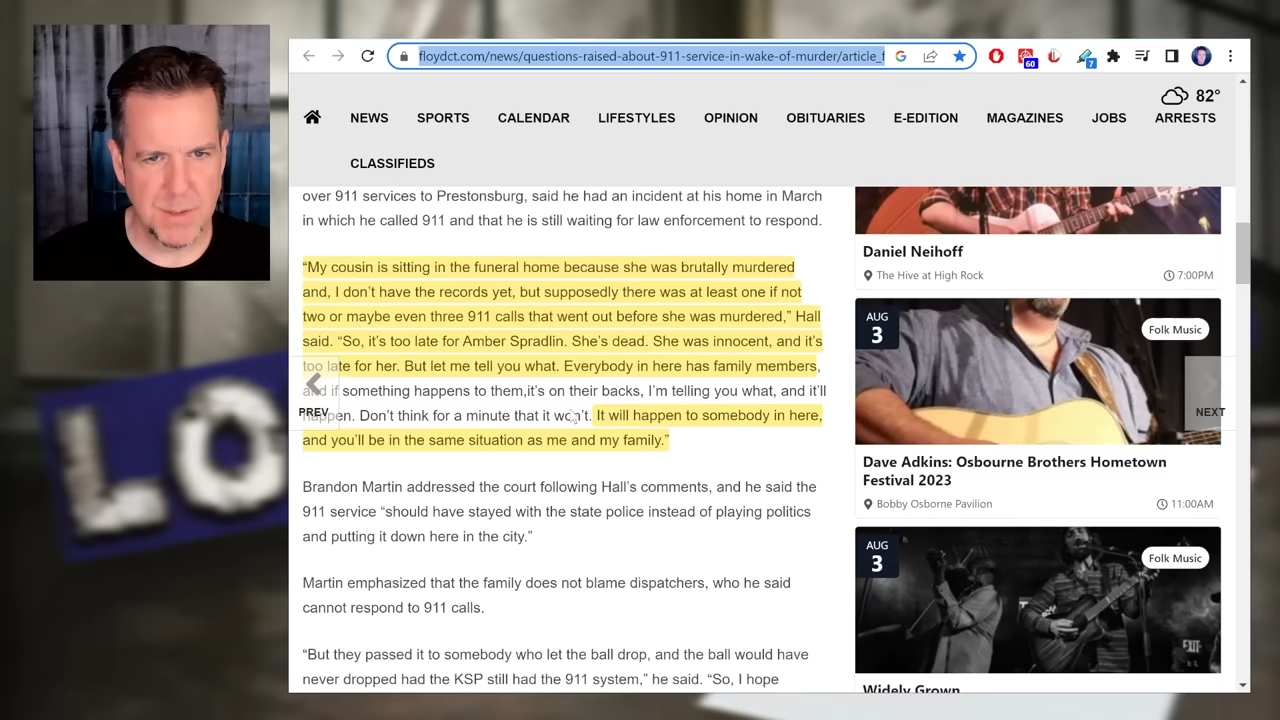 floydct.com/news/questions-raised-about-911-service-in-wake-of-murder/article_
60
7
82°
NEWS SPORTS CALENDAR LIFESTYLES OPINION OBITUARIES E-EDITION MAGAZINES JOBS ARRESTS
CLASSIFIEDS
over 911 services to Prestonsburg, said he had an incident at his home in March
in which he called 911 and that he is still waiting for law enforcement to respond.
“My cousin is sitting in the funeral home because she was brutally murdered
and, I don’t have the records yet, but supposedly there was at least one if not
two or maybe even three 911 calls that went out before she was murdered,” Hall
said. “So, it’s too late for Amber Spradlin. She’s dead. She was innocent, and it’s
too late for her. But let me tell you what. Everybody in here has family members,
and if something happens to them,it’s on their backs, I’m telling you what, and it’ll
happen. Don’t think for a minute that it won’t. It will happen to somebody in here,
and you’ll be in the same situation as me and my family.”
PREV
NEXT
Brandon Martin addressed the court following Hall’s comments, and he said the
911 service “should have stayed with the state police instead of playing politics
and putting it down here in the city.”
Martin emphasized that the family does not blame dispatchers, who he said
cannot respond to 911 calls.
“But they passed it to somebody who let the ball drop, and the ball would have
never dropped had the KSP still had the 911 system,” he said. “So, I hope
Daniel Neihoff
The Hive at High Rock 7:00PM
AUG
3
Folk Music
Dave Adkins: Osbourne Brothers Hometown
Festival 2023
Bobby Osborne Pavilion 11:00AM
AUG
3
Folk Music
EXIT
Widely Grown
LO